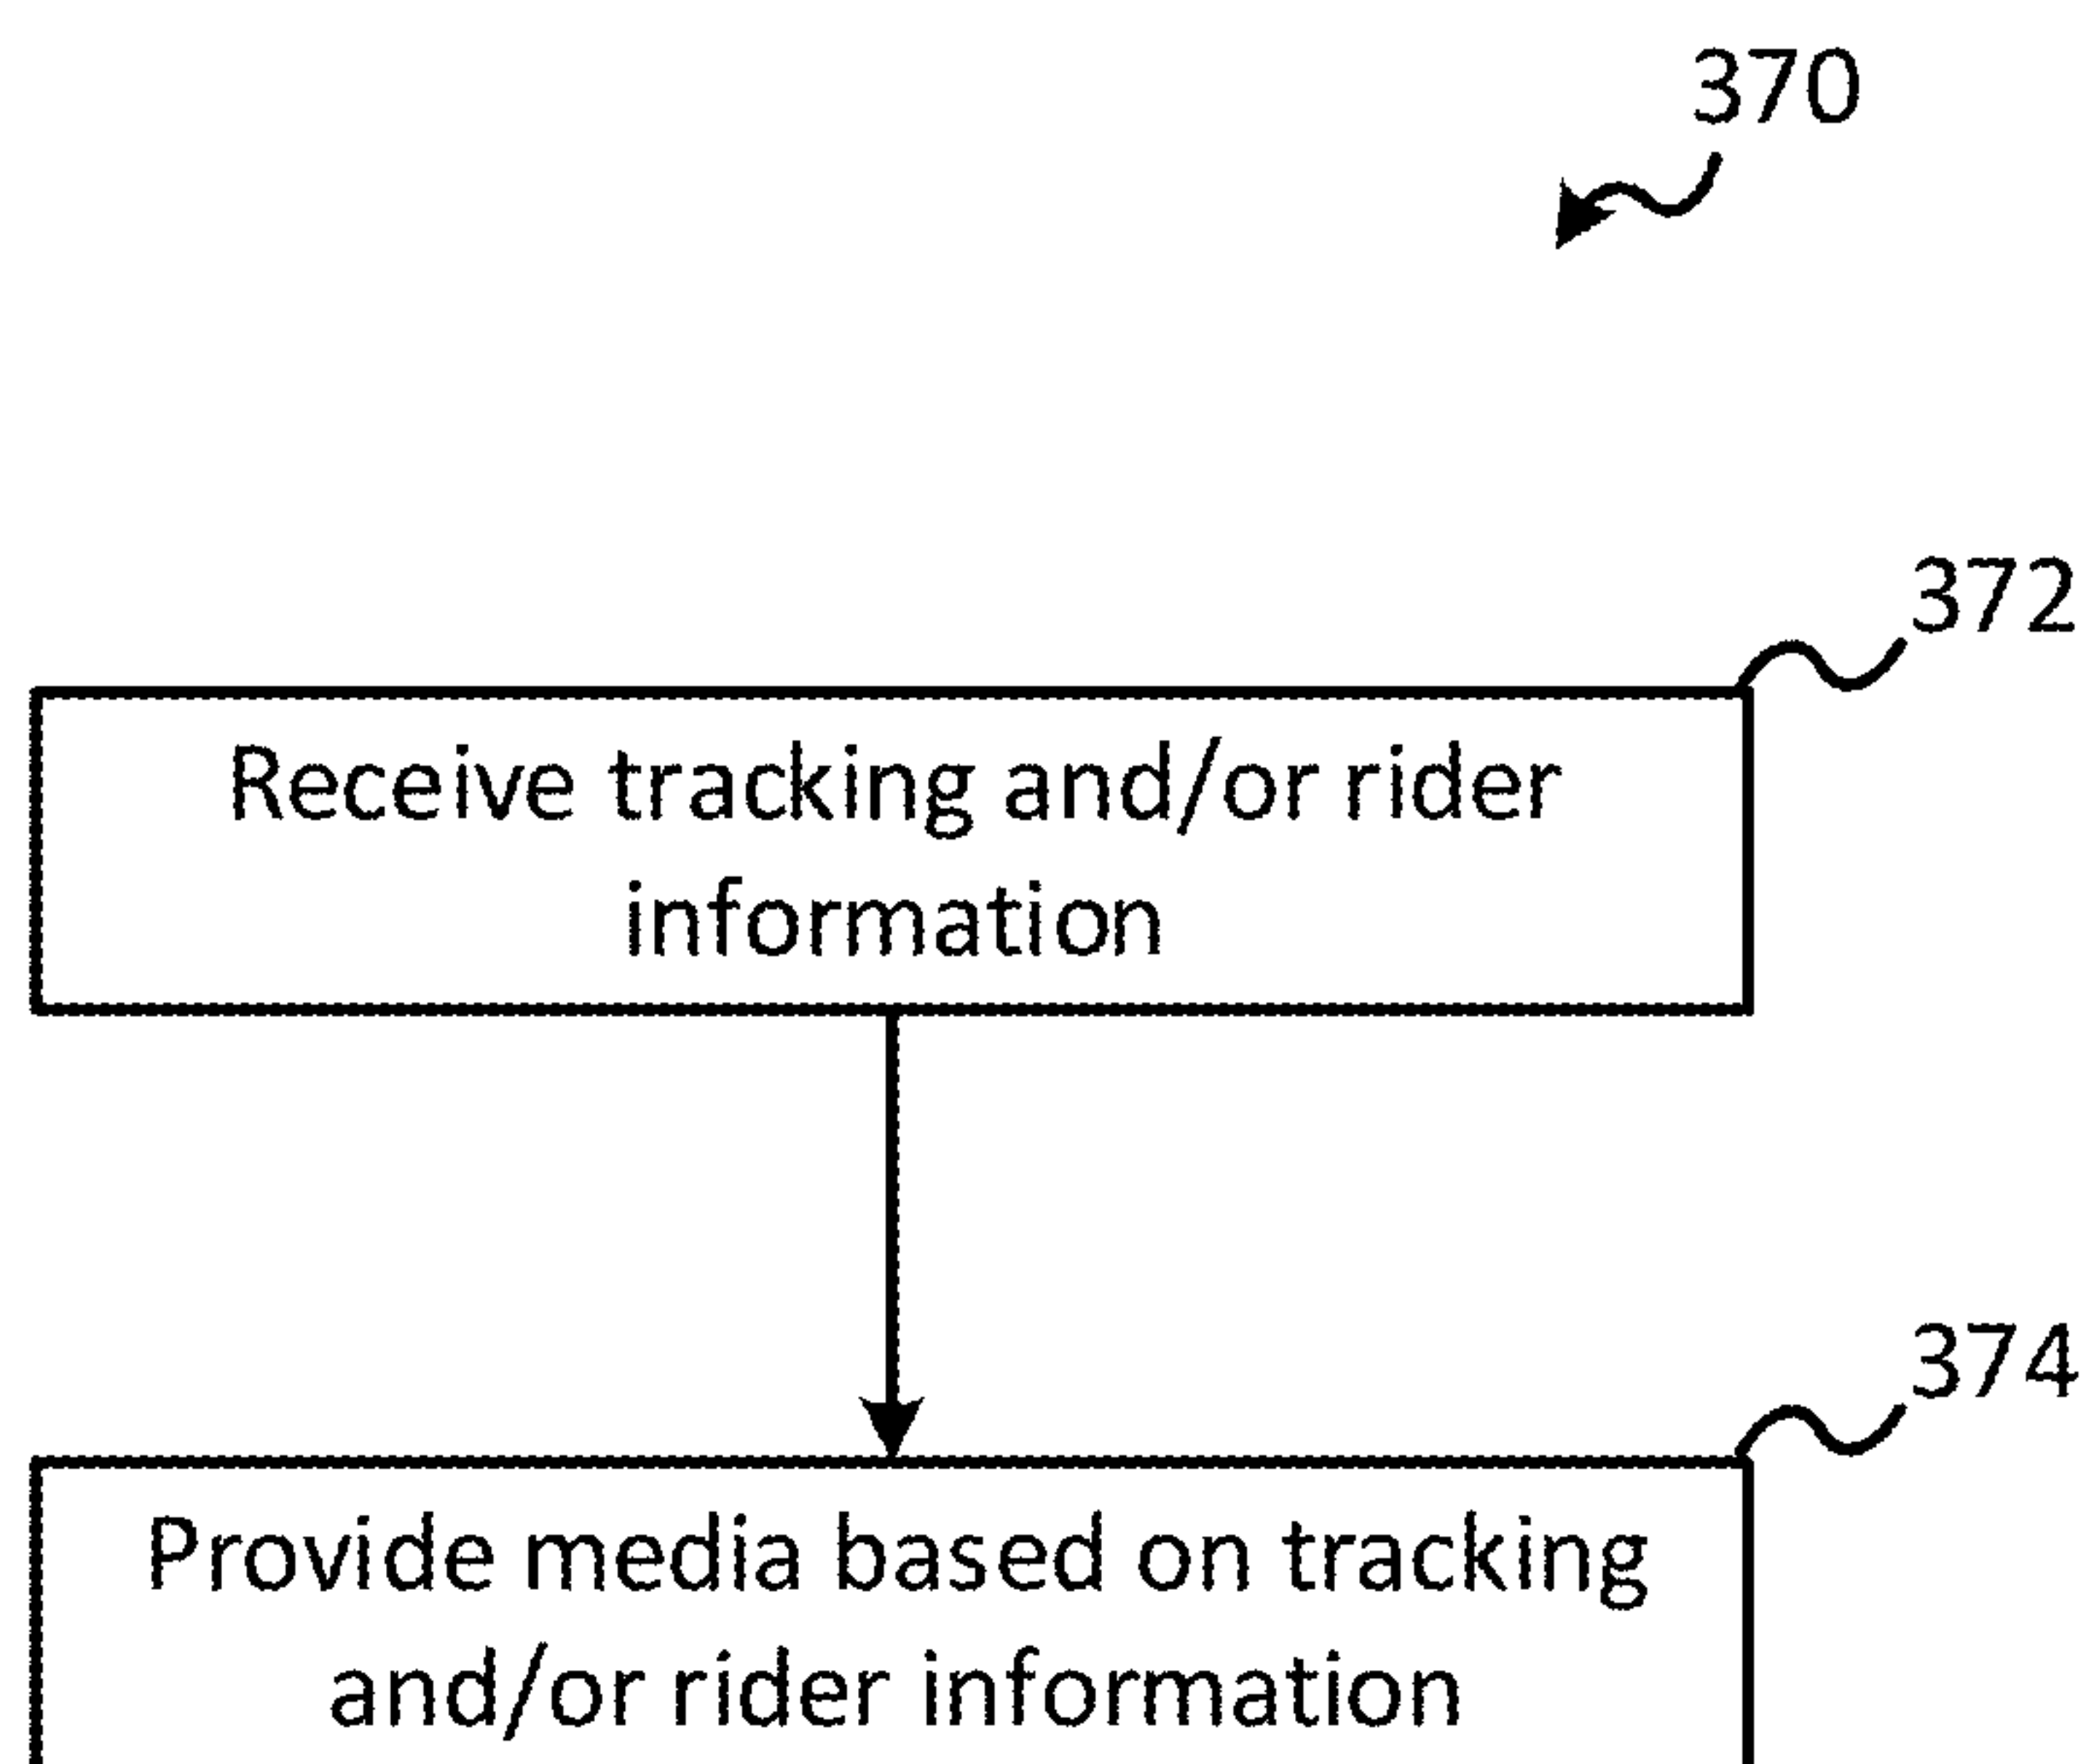 370
372
Receive tracking and/or rider
information
374
Provide media based on tracking
and/or rider information